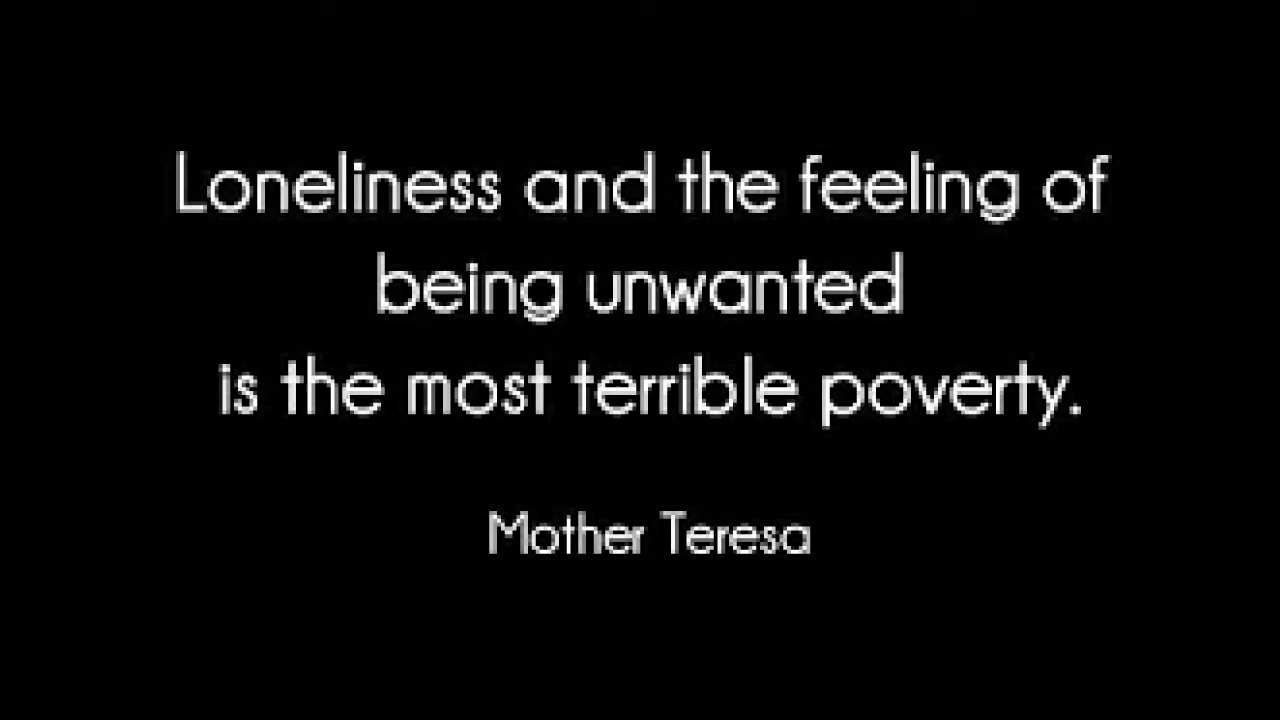 Loneliness and the feeling of
being unwanted
is the most terrible poverty.
Mother Teresa